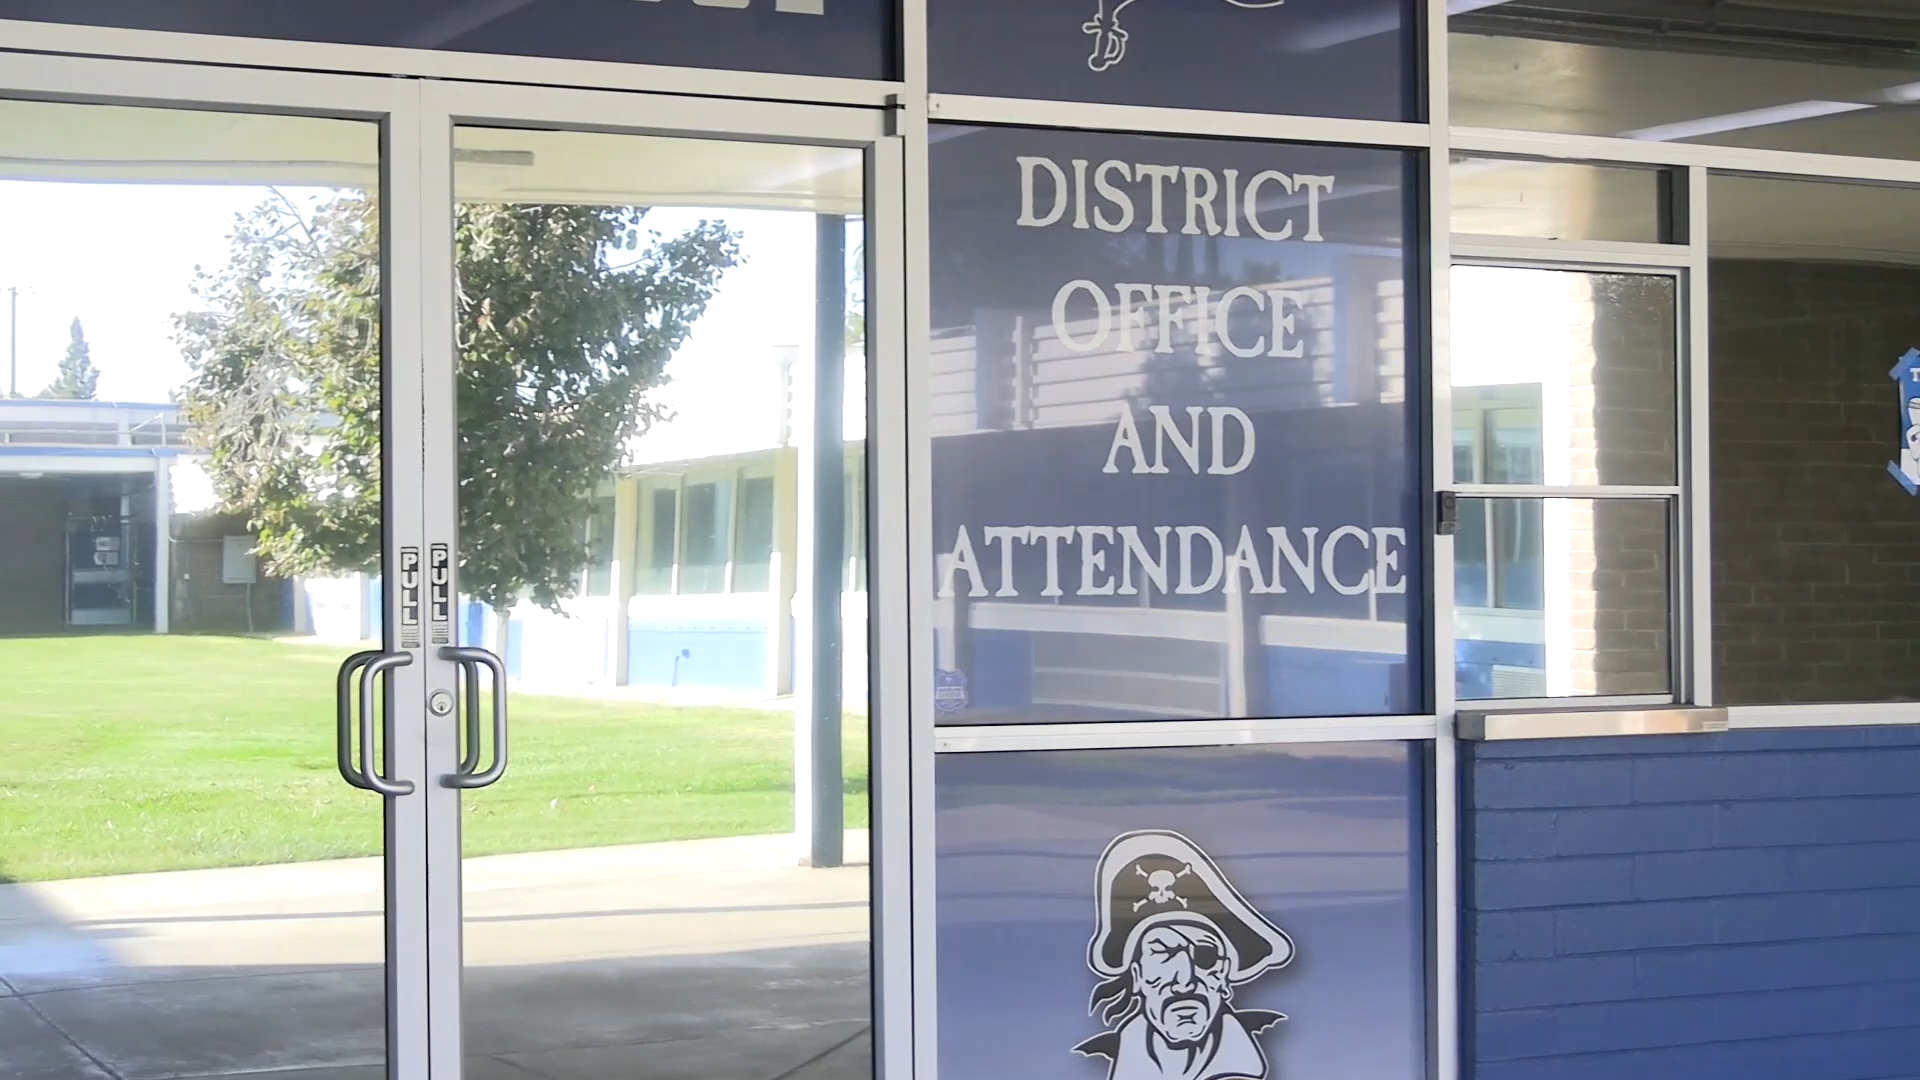 DISTRICT
OFFICE
AND
ATTENDANCE
PULL
PULL